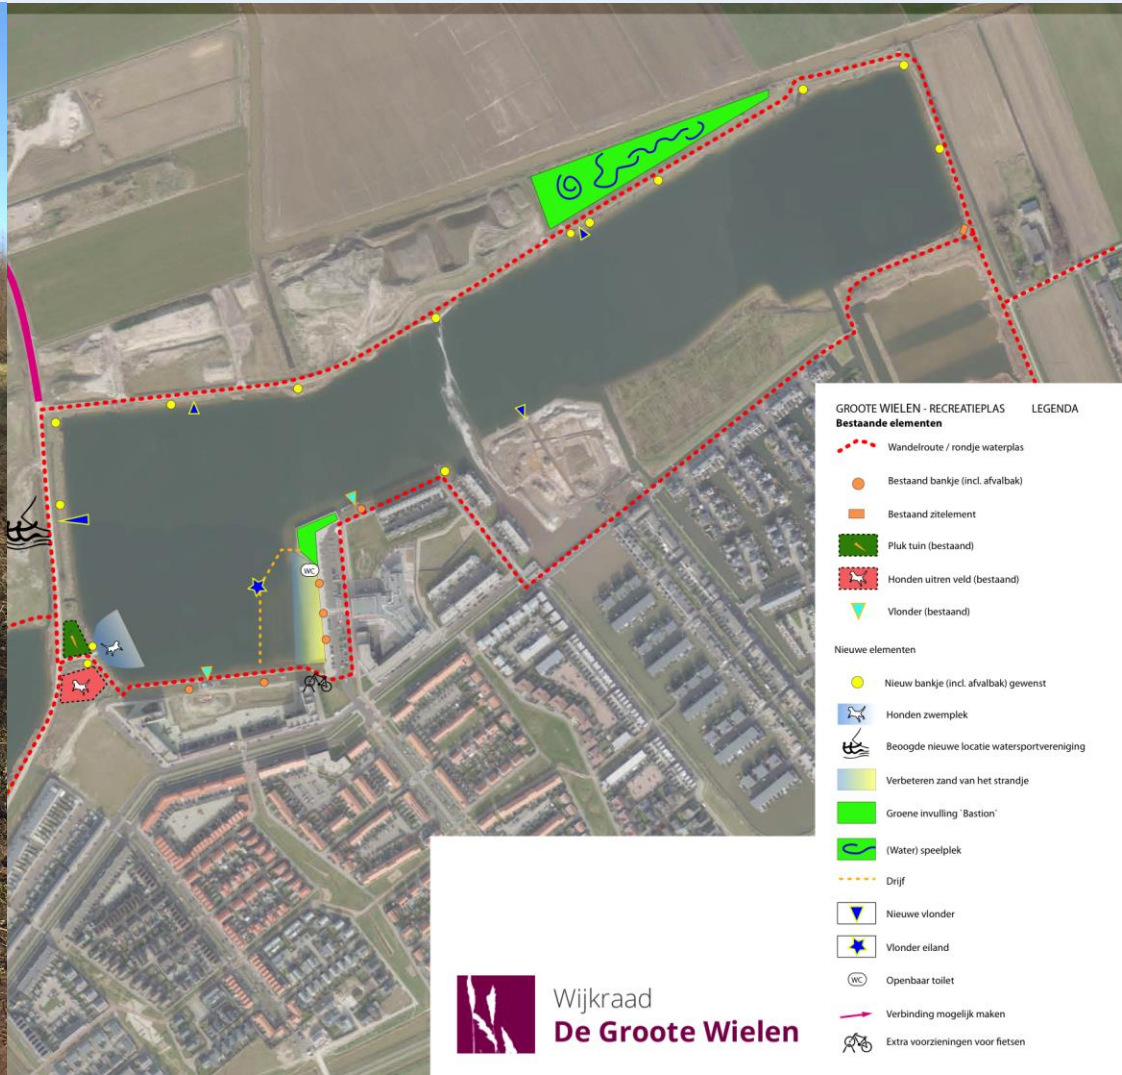 WC
GROOTE WIELEN - RECREATIEPLAS LEGENDA
Bestaande elementen
Wandelroute / rondje waterplas
Bestaand bankje (incl. afvalbak)
Bestaand zitelement
Pluk tuin (bestaand)
Honden uitren veld (bestaand)
Vlonder (bestaand)
Nieuwe elementen
Nieuw bankje (incl. afvalbak) gewenst
Honden zwemplek
Beoogde nieuwe locatie watersportvereniging
Verbeteren zand van het strandje
Groene invulling `Bastion`
(Water) speelplek
Drijf
Nieuwe vlonder
Vlonder eiland
WC Openbaar toilet
Verbinding mogelijk maken
Extra voorzieningen voor fietsen
Wijkraad
De Groote Wielen